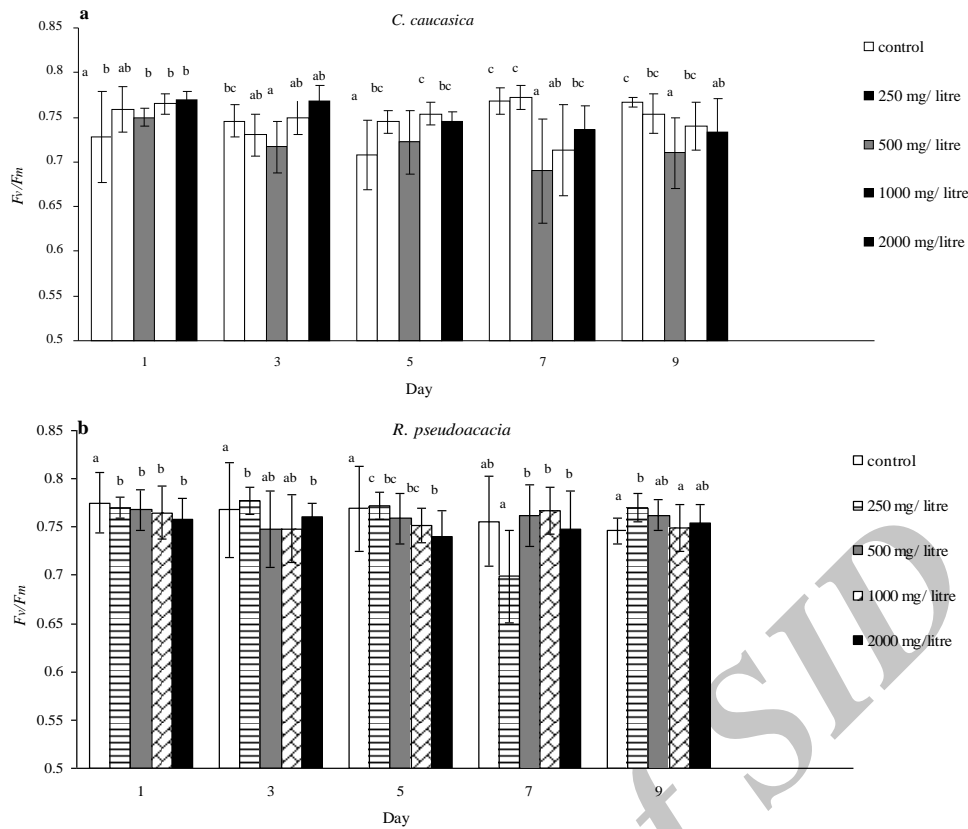 a
C. caucasica
0.85
0.8
0.75
0.7
0.65
0.6
0.55
0.5
Fv/Fm
a b ab b b b
bc ab a ab ab
a bc c bc
c c a ab bc
c bc a bc ab
1 3 5 7 9
Day
control
250 mg/ litre
500 mg/ litre
1000 mg/ litre
2000 mg/litre
b
R. pseudoacacia
0.85
0.8
0.75
0.7
0.65
0.6
0.55
0.5
Fv/Fm
a b b b b
a b ab ab b
a c bc b b
ab a b b b
a b ab a ab
1 3 5 7 9
Day
control
250 mg/ litre
500 mg/ litre
1000 mg/ litre
2000 mg/litre
f SID